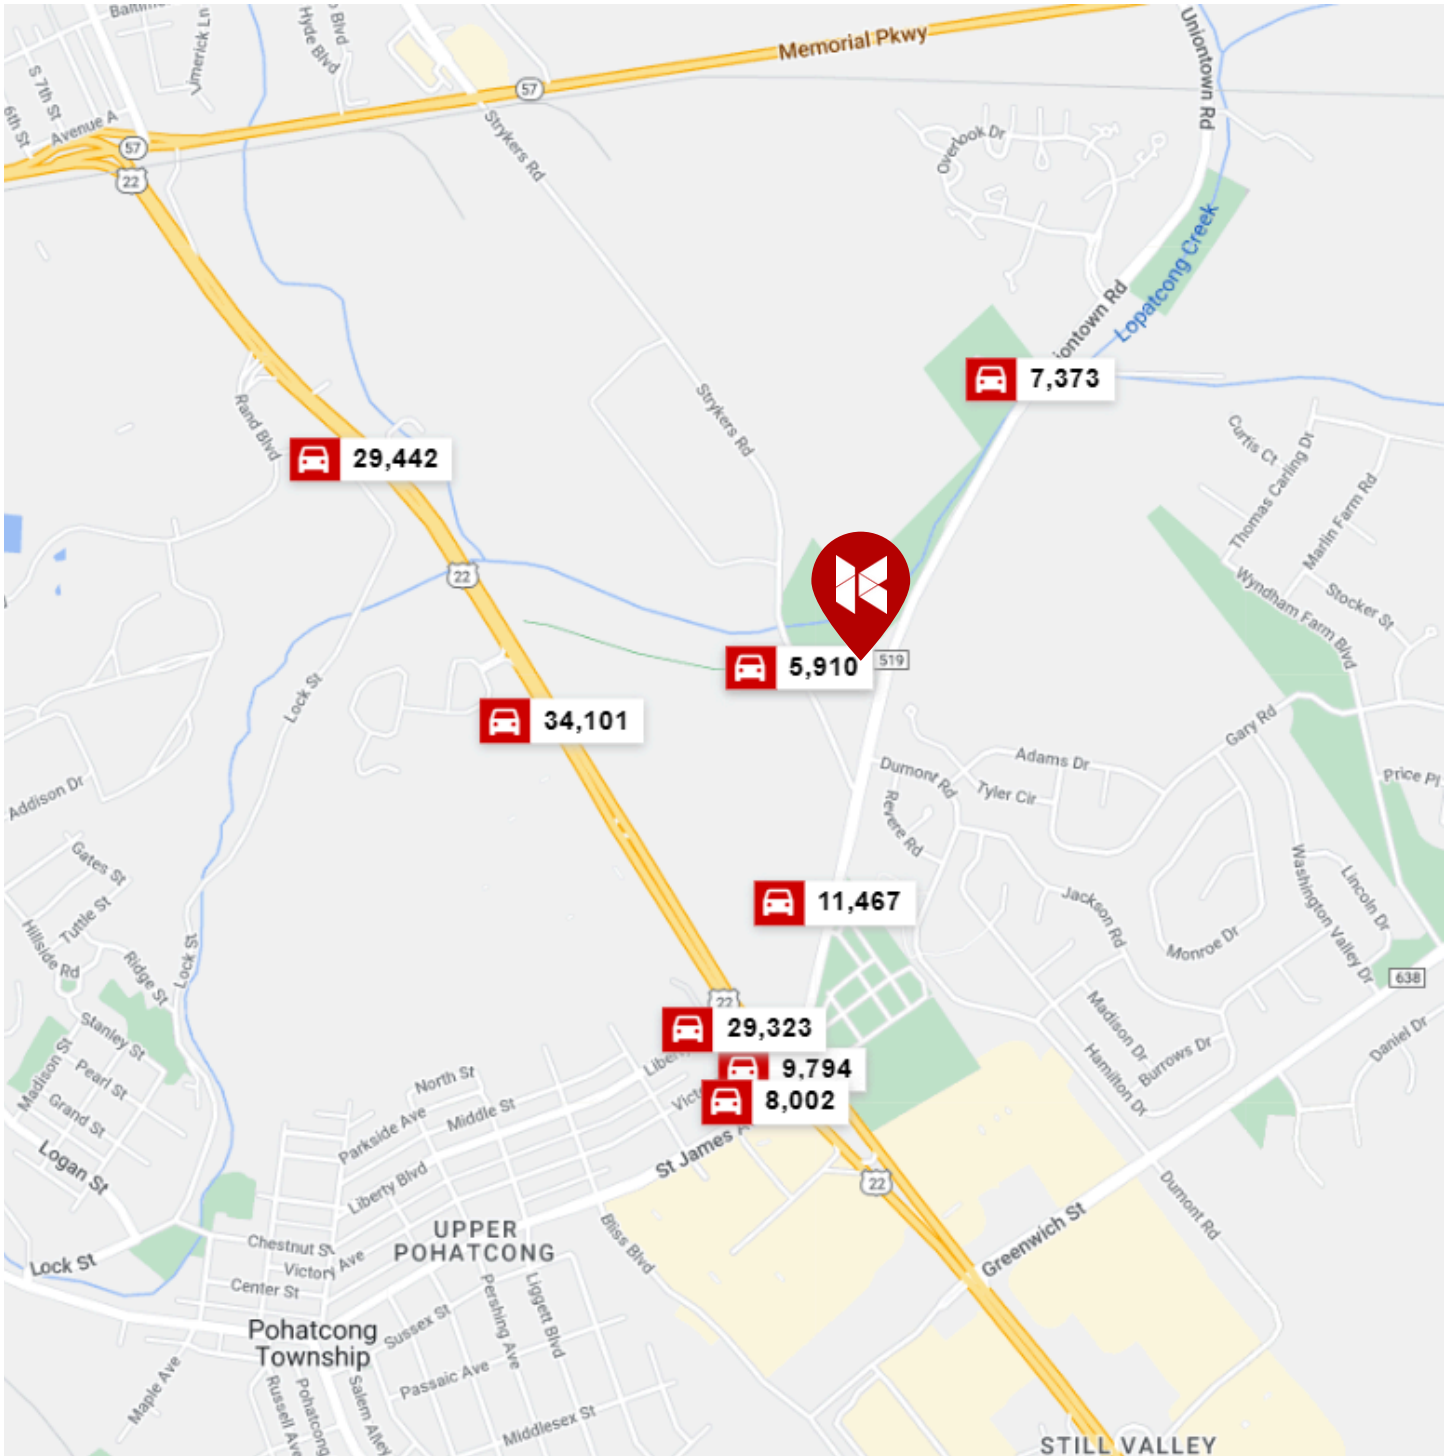 Baltim
Limerick Ln
Hyde Blvd
Blvd
S 7th St
6th St
Avenue A
57
22
57
Memorial Pkwy
Uniontown Rd
Strykers Rd
Overlook Dr
Lopatcong Creek
iontown Rd
7,373
Strykers Rd
Rand Blvd
29,442
Curtis Ct
Thomas Carling Dr
Marlin Farm Rd
22
Stocker St
Wyndham Farm Blvd
5,910
519
Lock St
34,101
Gary Rd
Adams Dr
Dumont Rd
Tyler Cir
Price Pl
Addison Dr
Revere Rd
Gates St
Tuttle St
Hillside Rd
Ridge St
Lock St
11,467
Jackson Rd
Washington Valley Dr
Lincoln Dr
Monroe Dr
638
22
29,323
9,794
8,002
Madison Dr
Burrows Dr
Hamilton Dr
Daniel Dr
Stanley St
Madison St
Pearl St
Grand St
Logan St
North St
Middle St
Parkside Ave
Liberty
Victo
Liberty Blvd
St James A
22
Dumont Rd
Greenwich St
Bliss Blvd
UPPER
POHATCONG
Chestnut St
Victory Ave
Center St
Lock St
Pershing Ave
Liggett Blvd
Sussex St
Pohatcong
Township
Passaic Ave
Maple Ave
Russell Ave
Pohatcong
Salem Alley
Middlesex St
STILL VALLEY